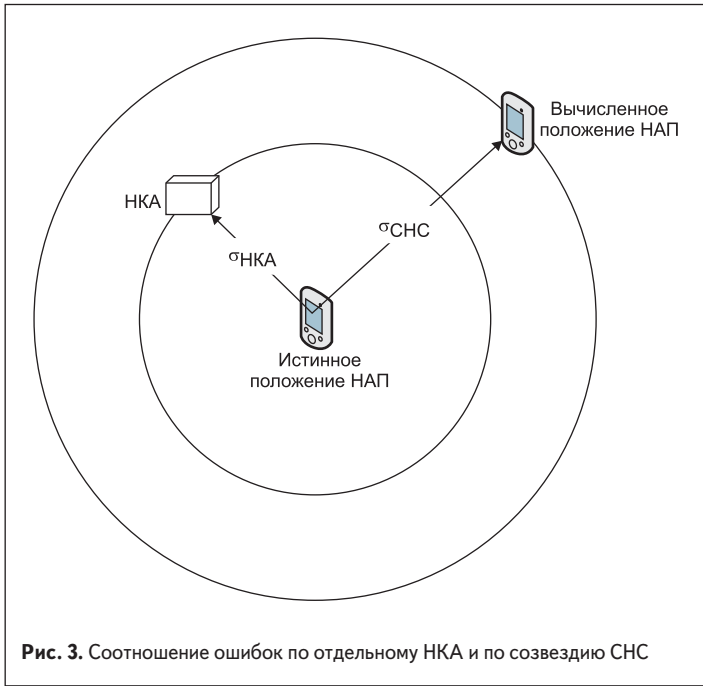 Вычисленное
положение НАП
НКА
σСНС
σНКА
Истинное
положение НАП
Рис. 3. Соотношение ошибок по отдельному НКА и по созвездию СНС